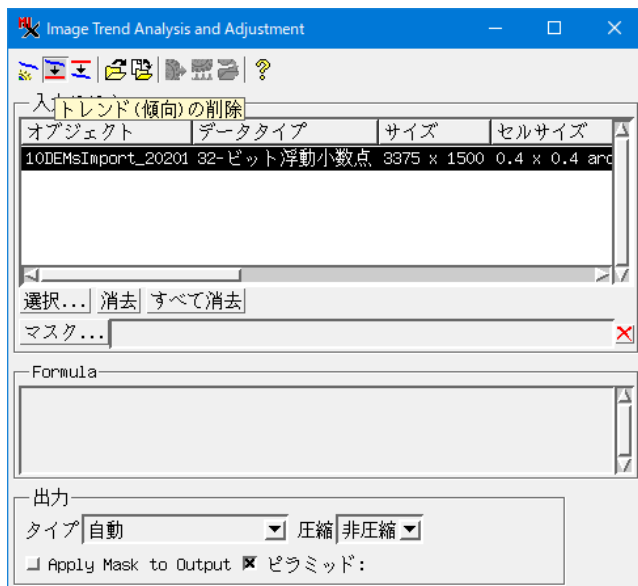 Image Trend Analysis and Adjustment
トレンド(傾向)の削除
オブジェクト データタイプ サイズ セルサイズ
10DEMsImport_20201 32-ビット浮動小数点 3375 x 1500 0.4 x 0.4 arc
選択... 消去 すべて消去
マスク...
Formula
出力
タイプ 自動 圧縮 非圧縮
Apply Mask to Output ピラミッド: